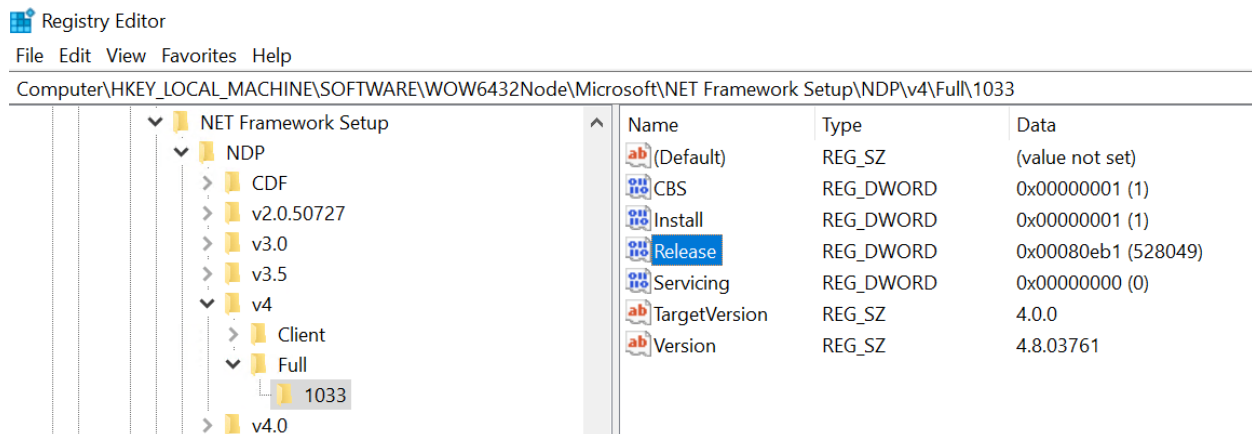 Registry Editor
File Edit View Favorites Help
Computer\HKEY_LOCAL_MACHINE\SOFTWARE\WOW6432Node\Microsoft\NET Framework Setup\NDP\v4\Full\1033
NET Framework Setup
NDP
CDF
v2.0.50727
v3.0
v3.5
v4
Client
Full
1033
v4.0
Name Type Data
(Default) REG_SZ (value not set)
CBS REG_DWORD 0x00000001 (1)
Install REG_DWORD 0x00000001 (1)
Release REG_DWORD 0x00080eb1 (528049)
Servicing REG_DWORD 0x00000000 (0)
TargetVersion REG_SZ 4.0.0
Version REG_SZ 4.8.03761